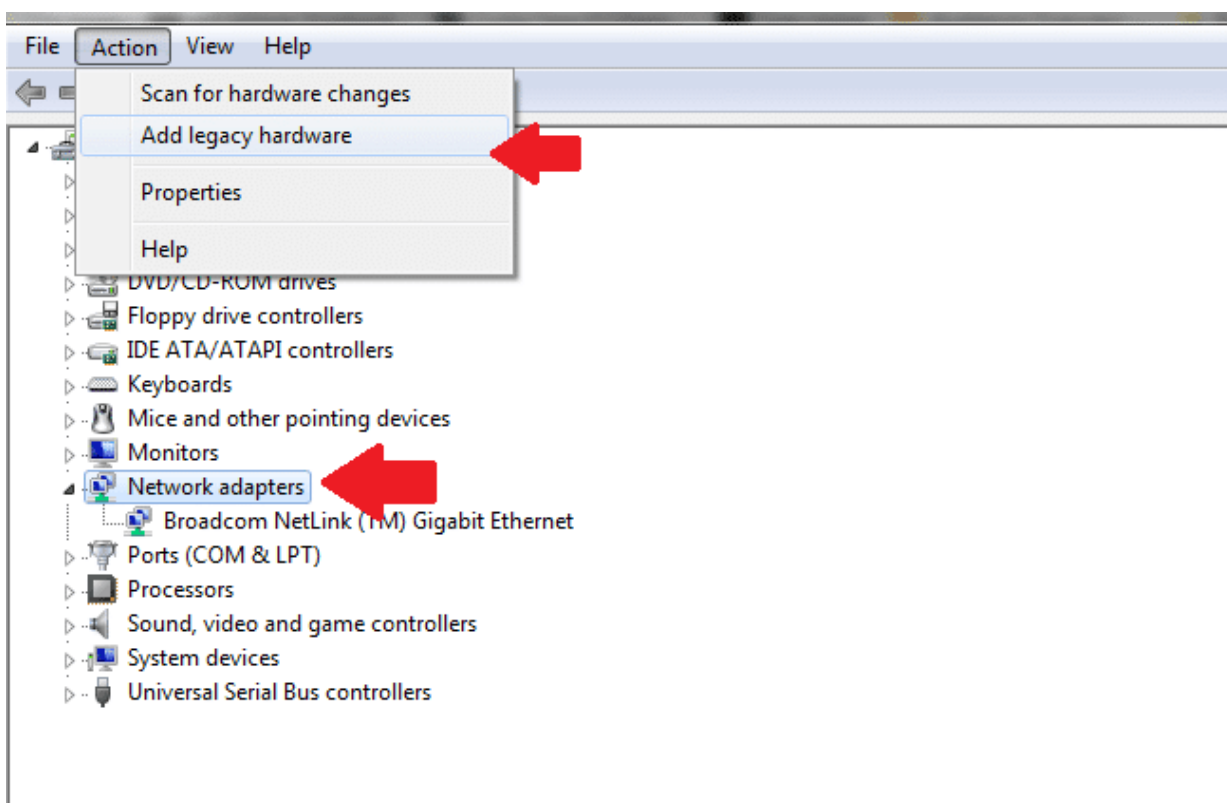 File Action View Help
Scan for hardware changes
Add legacy hardware
Properties
Help
DVD/CD-ROM drives
Floppy drive controllers
IDE ATA/ATAPI controllers
Keyboards
Mice and other pointing devices
Monitors
Network adapters
Broadcom NetLink (TM) Gigabit Ethernet
Ports (COM & LPT)
Processors
Sound, video and game controllers
System devices
Universal Serial Bus controllers